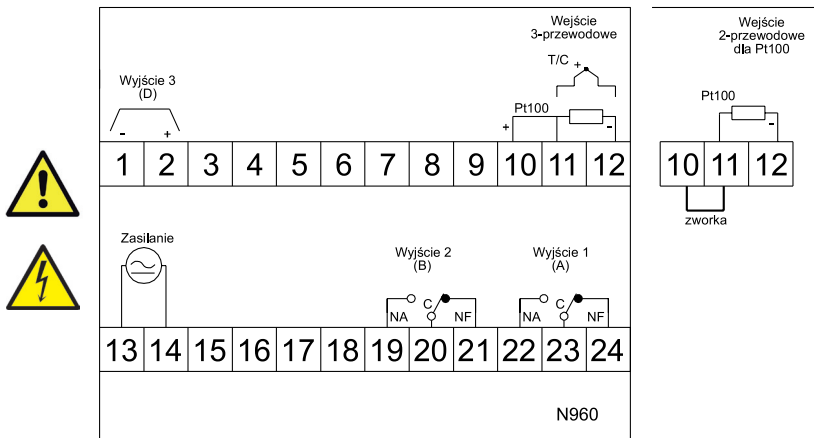 Wejście
3-przewodowe
T/C +
Wyjście 3
(D)
- +
Pt100
+ -
1 2 3 4 5 6 7 8 9 10 11 12
Zasilanie
Wyjście 2
(B)
NA C NF
Wyjście 1
(A)
NA C NF
13 14 15 16 17 18 19 20 21 22 23 24
N960
Wejście
2-przewodowe
dla Pt100
Pt100
-
10 11 12
zworka